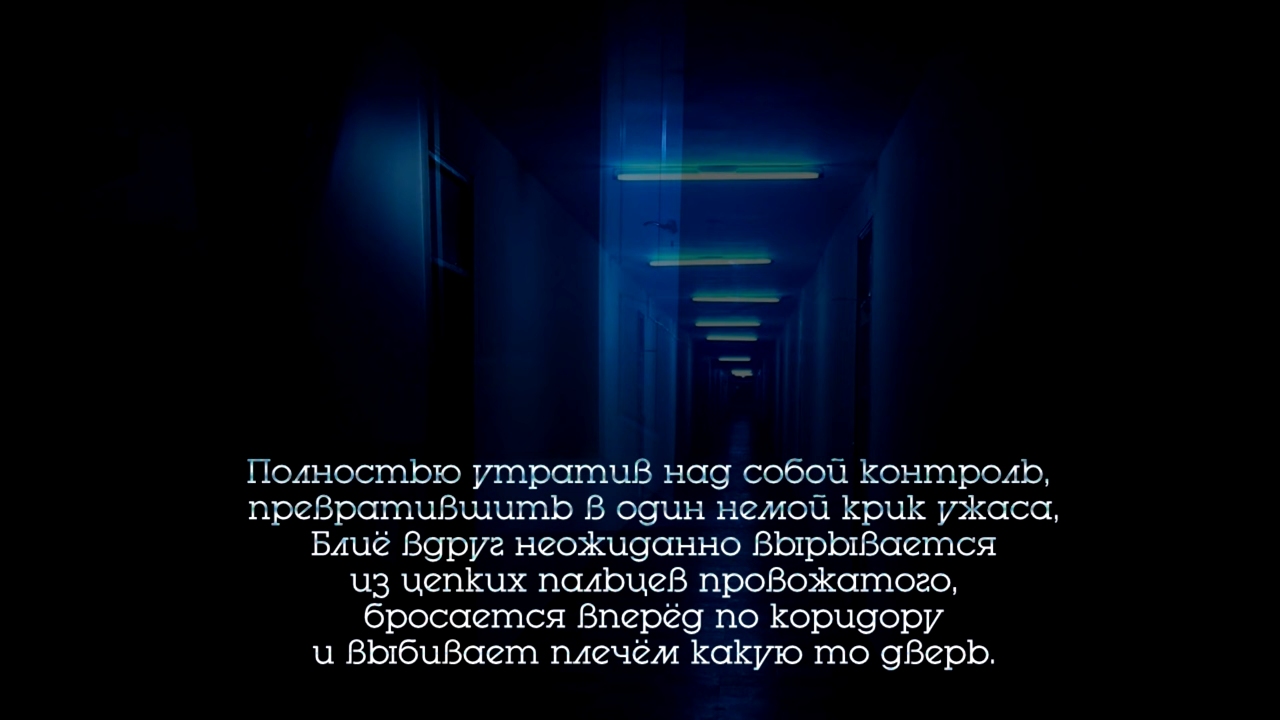 Полностью утратив над собой контроль,
превратившить в один немой крик ужаса,
Блиё вдруг неожиданно вырывается
из цепких пальцев провожатого,
бросается вперёд по коридору
и выбивает плечём какую то дверь.